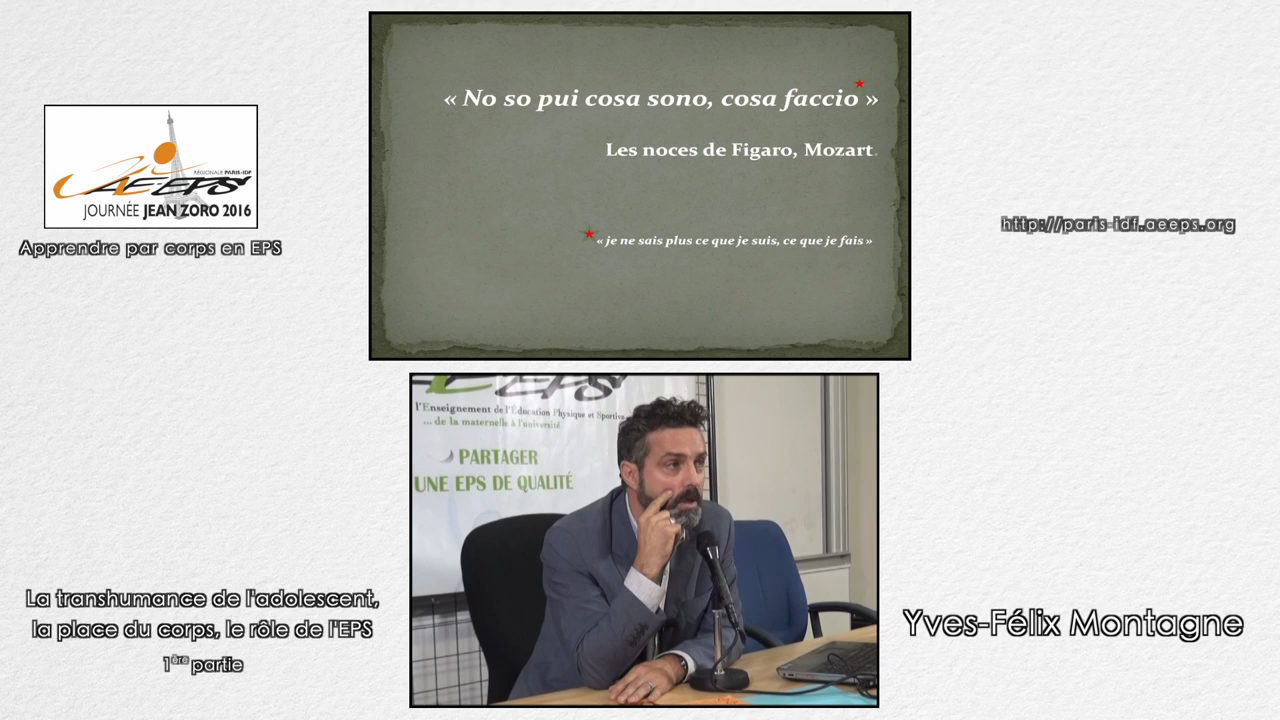 « No so pui cosa sono, cosa faccio »
Les noces de Figaro, Mozart.
« je ne sais plus ce que je suis, ce que je fais »
RÉGIONALE PARIS-IDF
AE-EPS
JOURNÉE JEAN ZORO 2016
Apprendre par corps en EPS
http://paris-idf.aeeps.org
EPS
l'Enseignement de l'Éducation Physique et Sportive
... de la maternelle à l'université
PARTAGER
UNE EPS DE QUALITÉ
La transhumance de l'adolescent,
la place du corps, le rôle de l'EPS
1ère partie
Yves-Félix Montagne